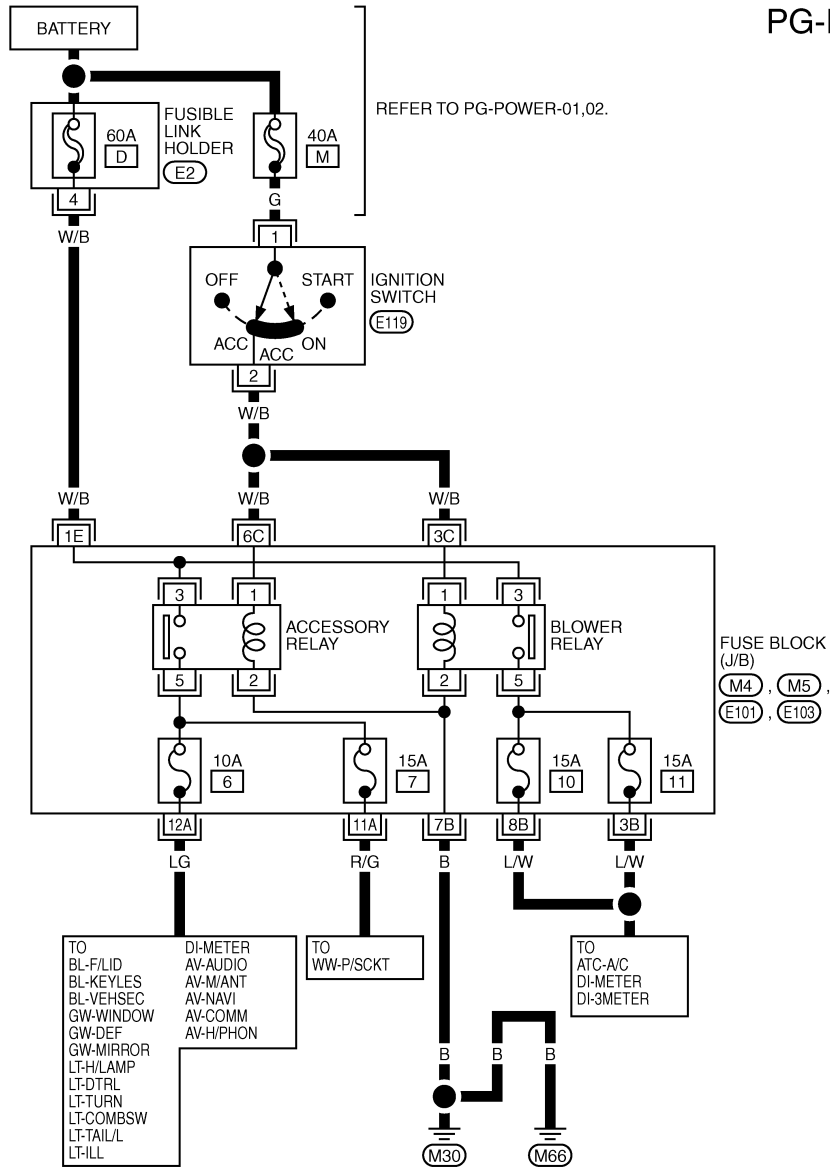 PG-
BATTERY
REFER TO PG-POWER-01,02.
60A
D
FUSIBLE
LINK
HOLDER
E2
40A
M
4
G
W/B
1
OFF
START
IGNITION
SWITCH
E119
ACC
ACC
ON
2
W/B
W/B
W/B
W/B
1E
6C
3C
3
1
1
3
ACCESSORY
RELAY
BLOWER
RELAY
5
2
2
5
FUSE BLOCK
(J/B)
M4 , M5 ,
E101 , E103
10A
6
15A
7
15A
10
15A
11
12A
11A
7B
8B
3B
LG
R/G
B
L/W
L/W
TO
BL-F/LID
BL-KEYLES
BL-VEHSEC
GW-WINDOW
GW-DEF
GW-MIRROR
LT-H/LAMP
LT-DTRL
LT-TURN
LT-COMBSW
LT-TAIL/L
LT-ILL
DI-METER
AV-AUDIO
AV-M/ANT
AV-NAVI
AV-COMM
AV-H/PHON
TO
WW-P/SCKT
TO
ATC-A/C
DI-METER
DI-3METER
B
B
B
M30
M66